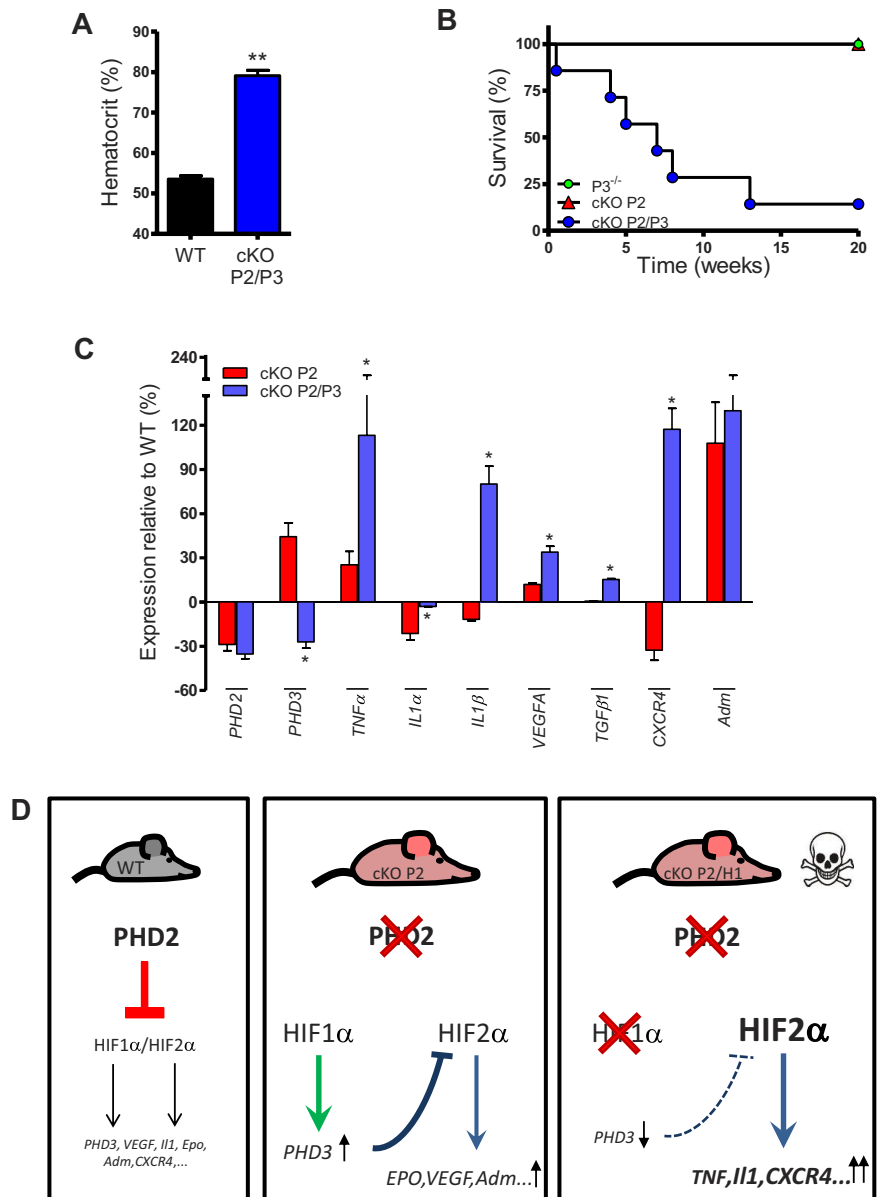 A
Hematocrit (%)
90
80
70
60
50
40
**
WT
cKO
P2/P3
B
Survival (%)
100
75
50
25
0
P3-/-
cKO P2
cKO P2/P3
0
5
10
15
20
Time (weeks)
C
Expression relative to WT (%)
240
120
90
60
30
0
-30
-60
cKO P2
cKO P2/P3
*
*
*
*
*
*
*
PHD2
PHD3
TNFα
IL1α
IL1β
VEGFA
TGFβ1
CXCR4
Adm
D
WT
PHD2
HIF1α/HIF2α
PHD3, VEGF, Il1, Epo,
Adm,CXCR4,...
cKO P2
PHD2
HIF1α
HIF2α
PHD3
EPO,VEGF,Adm...
cKO P2/H1
PHD2
HIF1α
HIF2α
PHD3
TNF,Il1,CXCR4...